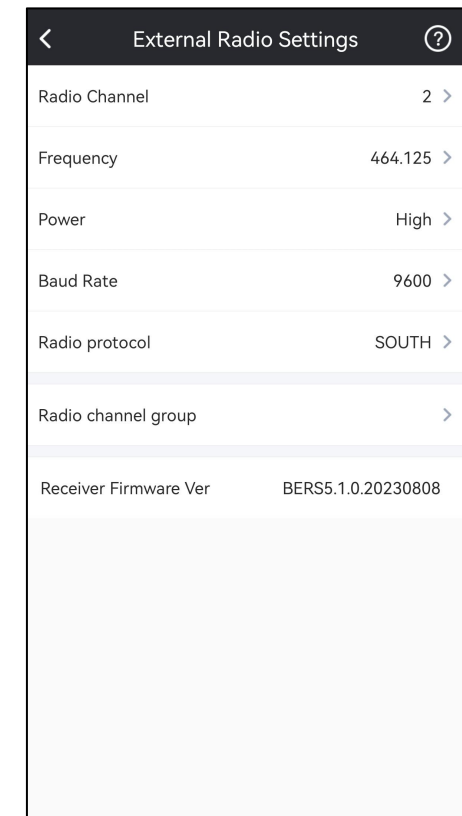 External Radio Settings ?
Radio Channel 2 >
Frequency 464.125 >
Power High >
Baud Rate 9600 >
Radio protocol SOUTH >
Radio channel group >
Receiver Firmware Ver BERS5.1.0.20230808